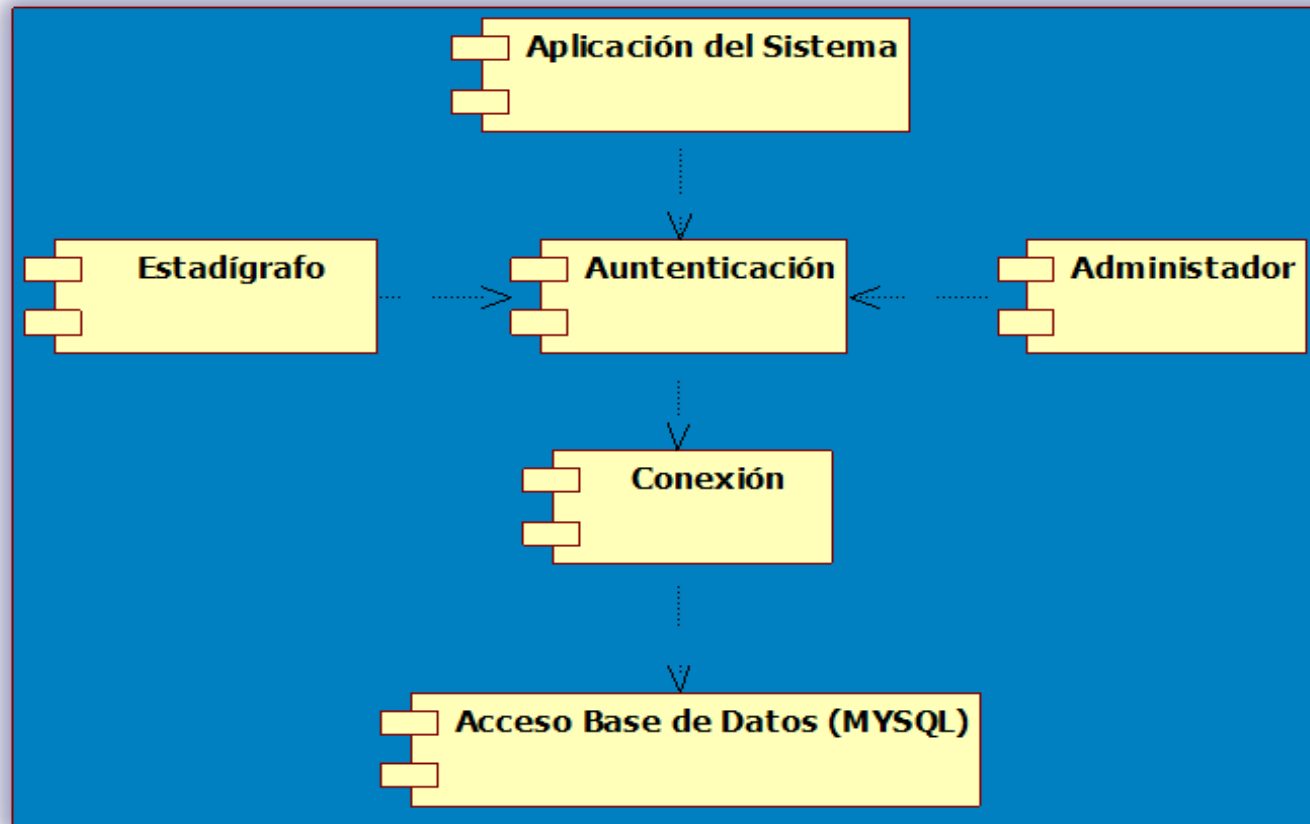 Aplicación del Sistema
Estadígrafo
Auntenticación
Administador
Conexión
Acceso Base de Datos (MYSQL)